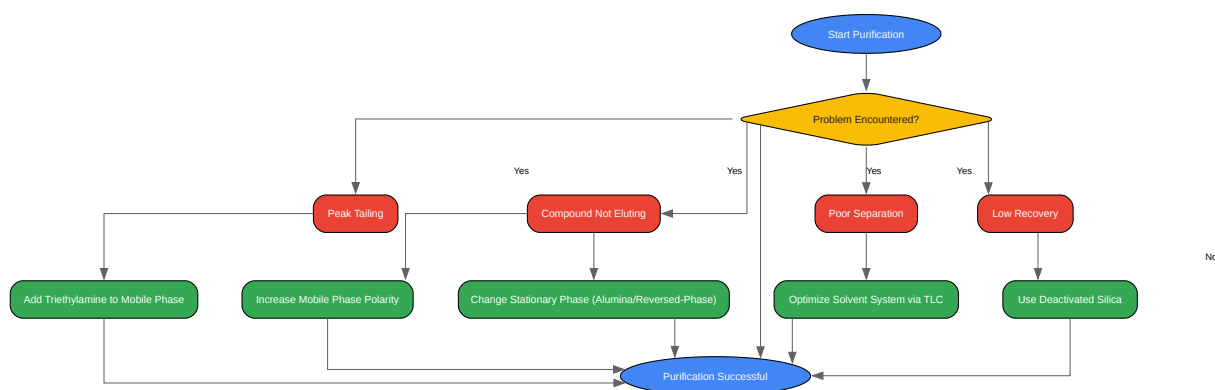 Start Purification
Problem Encountered?
Yes
Yes
Yes
Yes
Peak Tailing
Compound Not Eluting
Poor Separation
Low Recovery
No
Add Triethylamine to Mobile Phase
Increase Mobile Phase Polarity
Change Stationary Phase (Alumina/Reversed-Phase)
Optimize Solvent System via TLC
Use Deactivated Silica
Purification Successful